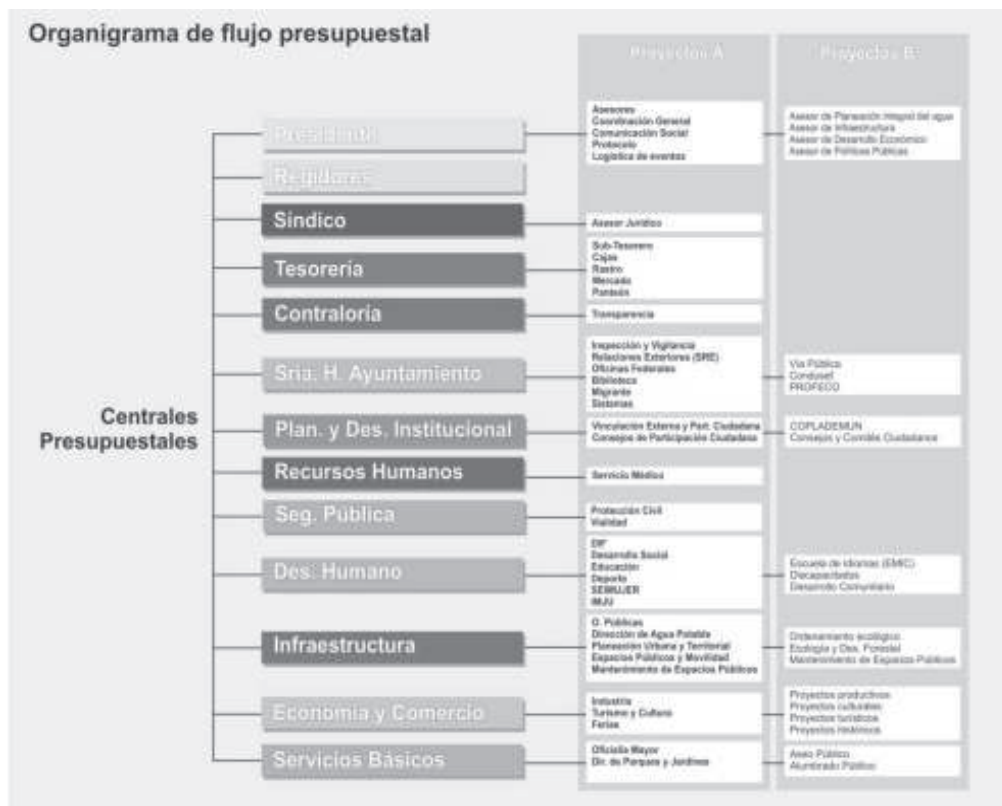 Organigrama de flujo presupuestal
Proyectos A
Proyectos B
Centrales
Presupuestales
Presidente
Asesores
Coordinación General
Comunicación Social
Protocolo
Logística de eventos
Asesor de Planeación Integral del agua
Asesor de Infraestructura
Asesor de Desarrollo Económico
Asesor de Políticas Públicas
Regidores
Síndico
Asesor Jurídico
Tesorería
Sub-Tesorero
Cajas
Rastro
Mercado
Panteón
Contraloría
Transparencia
Sria. H. Ayuntamiento
Inspección y Vigilancia
Relaciones Exteriores (SRE)
Oficinas Federales
Biblioteca
Migrante
Sistemas
Vía Pública
Condusef
PROFECO
Plan. y Des. Institucional
Vinculación Externa y Part. Ciudadana
Consejos de Participación Ciudadana
COPLADEMUN
Consejos y Comités Ciudadanos
Recursos Humanos
Servicio Médico
Seg. Pública
Protección Civil
Vialidad
Des. Humano
DIF
Desarrollo Social
Educación
Deporte
SEIMUJER
IMJU
Escuela de Idiomas (EMIC)
Discapacitados
Desarrollo Comunitario
Infraestructura
O. Públicas
Dirección de Agua Potable
Planeación Urbana y Territorial
Espacios Públicos y Movilidad
Mantenimiento de Espacios Públicos
Ordenamiento ecológico
Ecología y Des. Forestal
Mantenimiento de Espacios Públicos
Economía y Comercio
Industria
Turismo y Cultura
Ferias
Proyectos productivos
Proyectos culturales
Proyectos turísticos
Proyectos históricos
Servicios Básicos
Oficialía Mayor
Dir. de Parques y Jardines
Aseo Público
Alumbrado Público